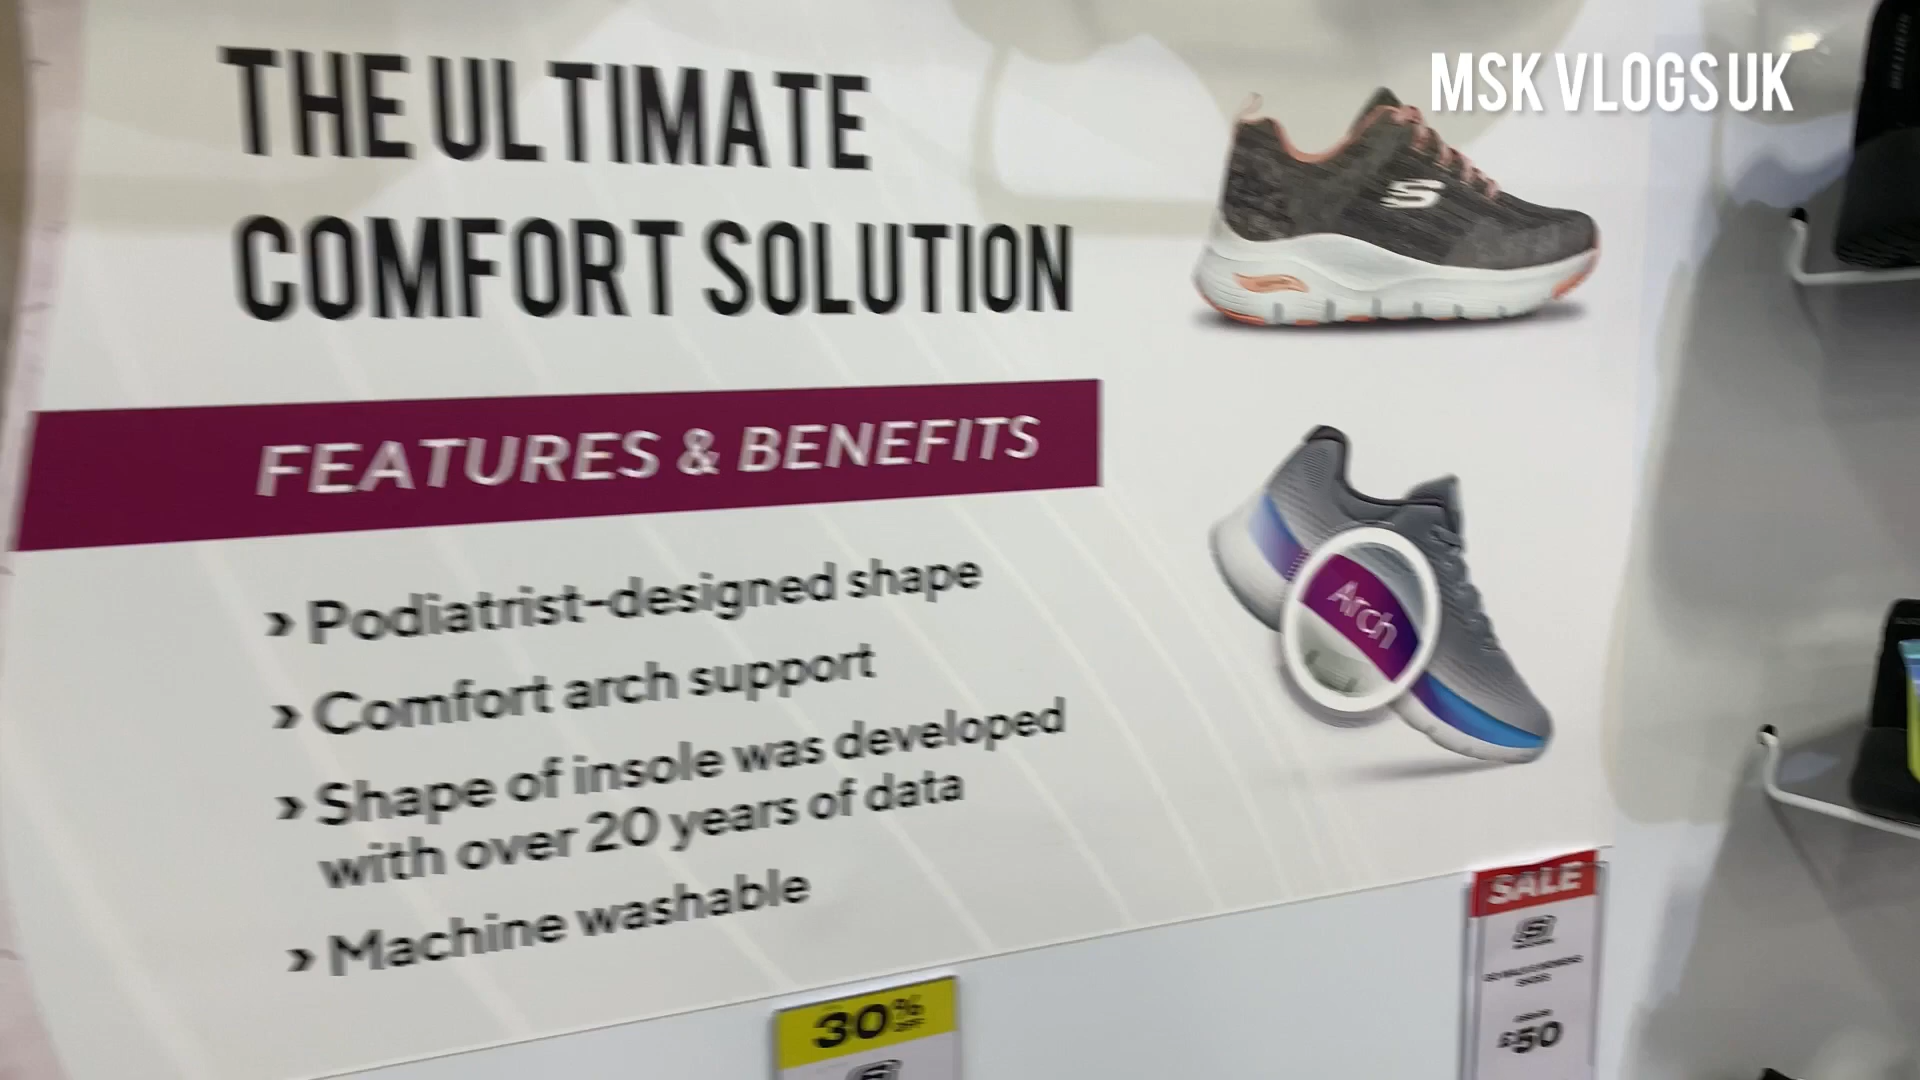 MSK VLOGS UK
THE ULTIMATE
COMFORT SOLUTION
FEATURES & BENEFITS
› Podiatrist-designed shape
› Comfort arch support
› Shape of insole was developed
with over 20 years of data
› Machine washable
S
Arch
SALE
£50
30% OFF